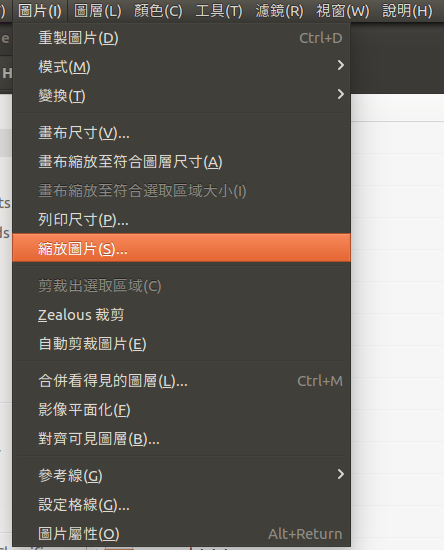 圖片(I) 圖層(L) 顏色(C) 工具(T) 濾鏡(R) 視窗(W) 說明(H)
重製圖片(D) Ctrl+D
模式(M)
變換(T)
畫布尺寸(V)...
畫布縮放至符合圖層尺寸(A)
畫布縮放至符合選取區域大小(I)
列印尺寸(P)...
縮放圖片(S)...
剪裁出選取區域(C)
Zealous 裁剪
自動剪裁圖片(E)
合併看得見的圖層(L)... Ctrl+M
影像平面化(F)
對齊可見圖層(B)...
參考線(G)
設定格線(G)...
圖片屬性(O) Alt+Return